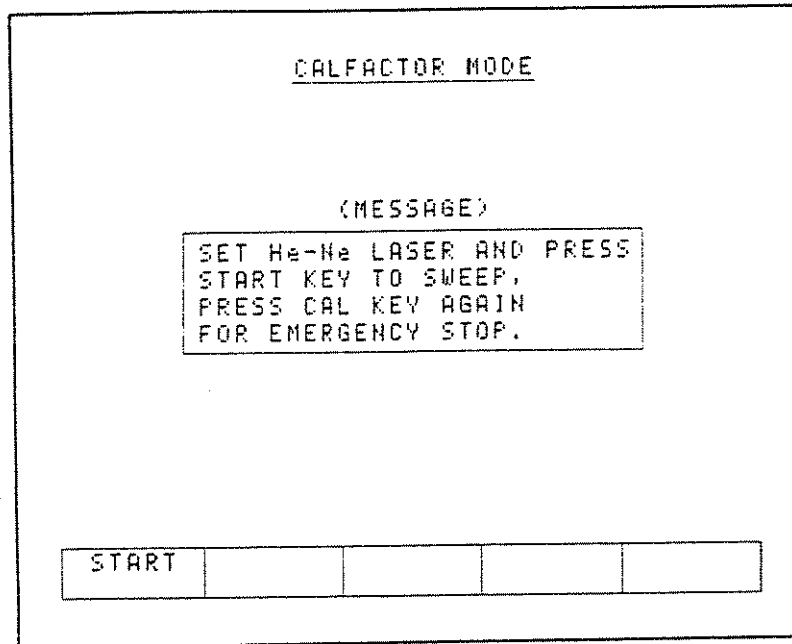 CALFACTOR MODE
(MESSAGE)
SET He-Ne LASER AND PRESS
START KEY TO SWEEP,
PRESS CAL KEY AGAIN
FOR EMERGENCY STOP.
START